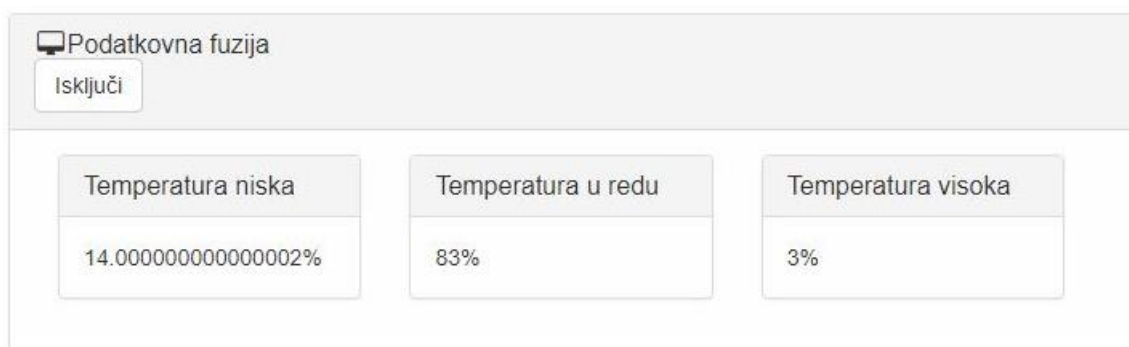 Podatkovna fuzija
Isključi
Temperatura niska
Temperatura u redu
Temperatura visoka
14.000000000000002%
83%
3%